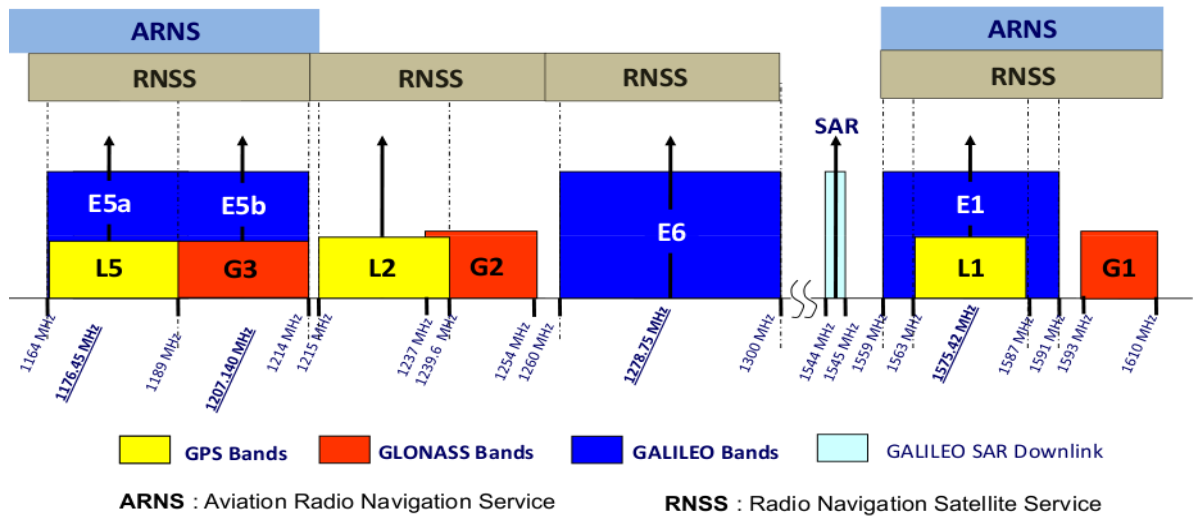 ARNS
ARNS
RNSS
RNSS
RNSS
RNSS
SAR
E5a
E5b
E1
E6
L5
G3
L2
G2
L1
G1
1164 MHz
1176.45 MHz
1189 MHz
1207.140 MHz
1214 MHz
1215 MHz
1237 MHz
1239.6 MHz
1254 MHz
1260 MHz
1278.75 MHz
1300 MHz
1544 MHz
1545 MHz
1559 MHz
1563 MHz
1575.42 MHz
1587 MHz
1591 MHz
1593 MHz
1610 MHz
GPS Bands
GLONASS Bands
GALILEO Bands
GALILEO SAR Downlink
ARNS : Aviation Radio Navigation Service
RNSS : Radio Navigation Satellite Service